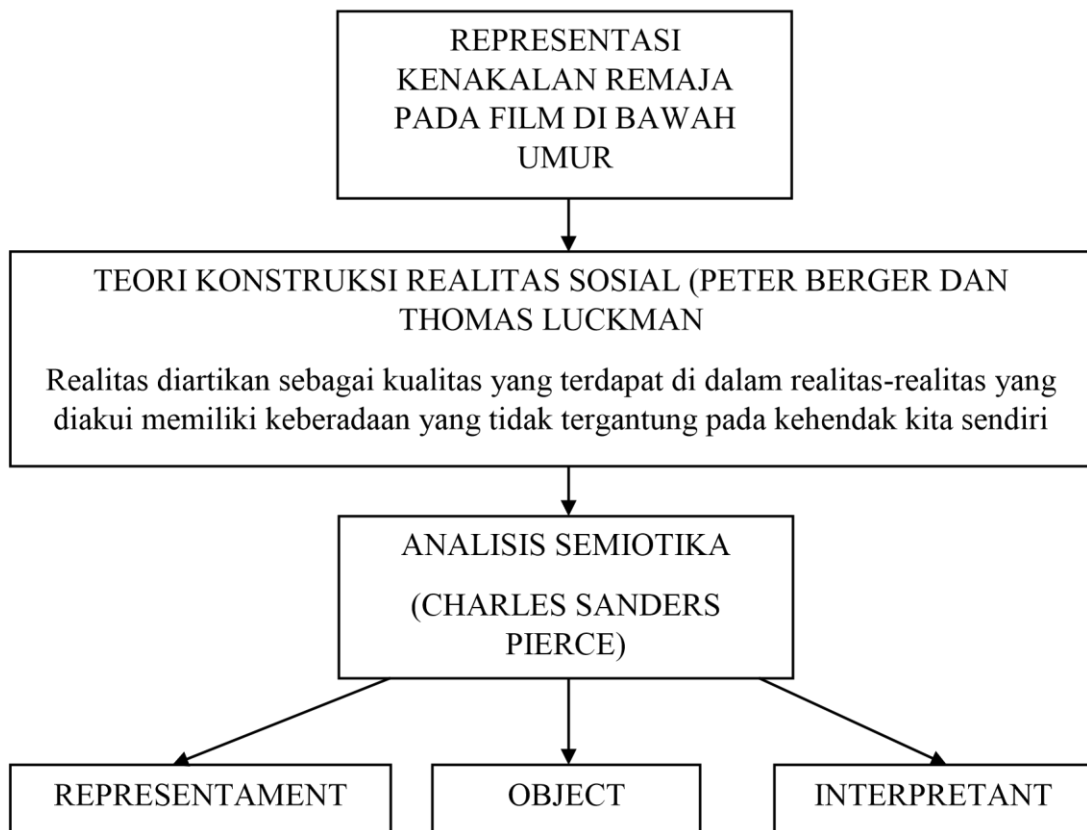 REPRESENTASI
KENAKALAN REMAJA
PADA FILM DI BAWAH
UMUR
TEORI KONSTRUKSI REALITAS SOSIAL (PETER BERGER DAN
THOMAS LUCKMAN
Realitas diartikan sebagai kualitas yang terdapat di dalam realitas-realitas yang
diakui memiliki keberadaan yang tidak tergantung pada kehendak kita sendiri
ANALISIS SEMIOTIKA
(CHARLES SANDERS
PIERCE)
REPRESENTAMENT
OBJECT
INTERPRETANT